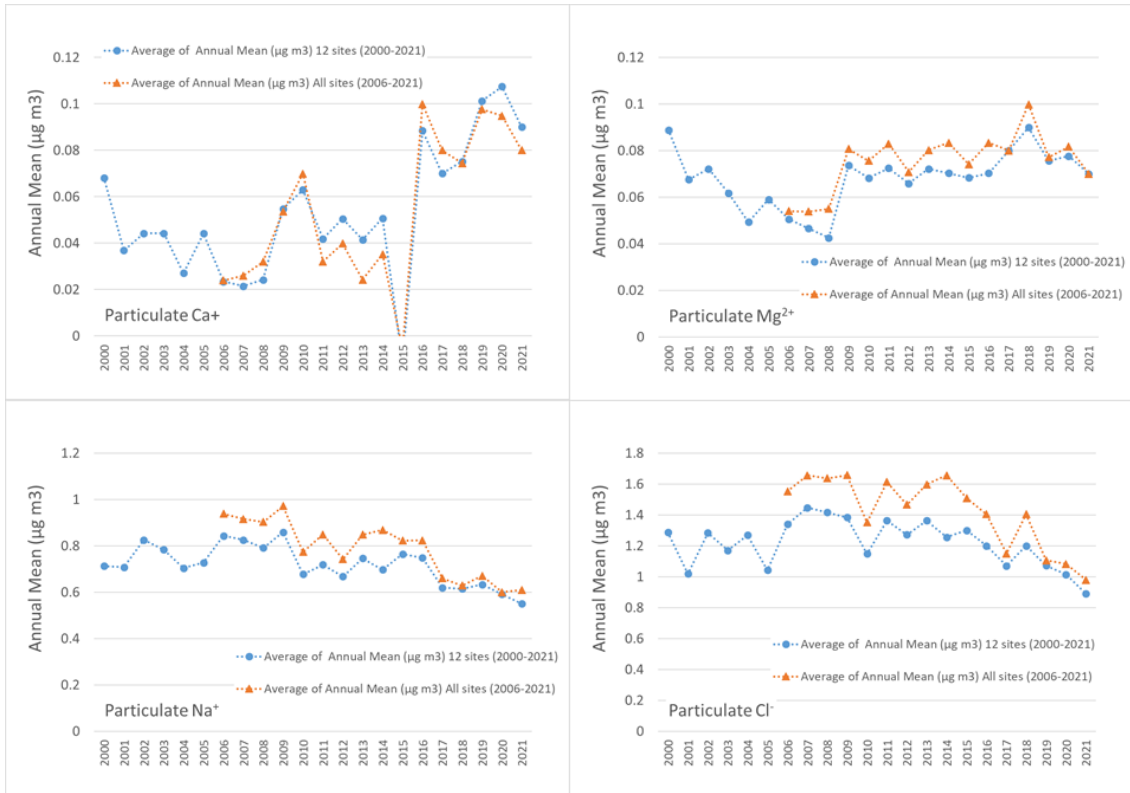 Average of Annual Mean (µg m3) 12 sites (2000-2021)
Average of Annual Mean (µg m3) All sites (2006-2021)
Annual Mean (µg m3)
0.12
0.1
0.08
0.06
0.04
0.02
0
Particulate Ca+
2000 2001 2002 2003 2004 2005 2006 2007 2008 2009 2010 2011 2012 2013 2014 2015 2016 2017 2018 2019 2020 2021
Annual Mean (µg m3)
0.12
0.1
0.08
0.06
0.04
0.02
0
Average of Annual Mean (µg m3) 12 sites (2000-2021)
Average of Annual Mean (µg m3) All sites (2006-2021)
Particulate Mg²⁺
2000 2001 2002 2003 2004 2005 2006 2007 2008 2009 2010 2011 2012 2013 2014 2015 2016 2017 2018 2019 2020 2021
Annual Mean (µg m3)
1.2
1
0.8
0.6
0.4
0.2
0
Average of Annual Mean (µg m3) 12 sites (2000-2021)
Average of Annual Mean (µg m3) All sites (2006-2021)
Particulate Na⁺
2000 2001 2002 2003 2004 2005 2006 2007 2008 2009 2010 2011 2012 2013 2014 2015 2016 2017 2018 2019 2020 2021
Annual Mean (µg m3)
1.8
1.6
1.4
1.2
1
0.8
0.6
0.4
0.2
0
Average of Annual Mean (µg m3) 12 sites (2000-2021)
Average of Annual Mean (µg m3) All sites (2006-2021)
Particulate Cl⁻
2000 2001 2002 2003 2004 2005 2006 2007 2008 2009 2010 2011 2012 2013 2014 2015 2016 2017 2018 2019 2020 2021